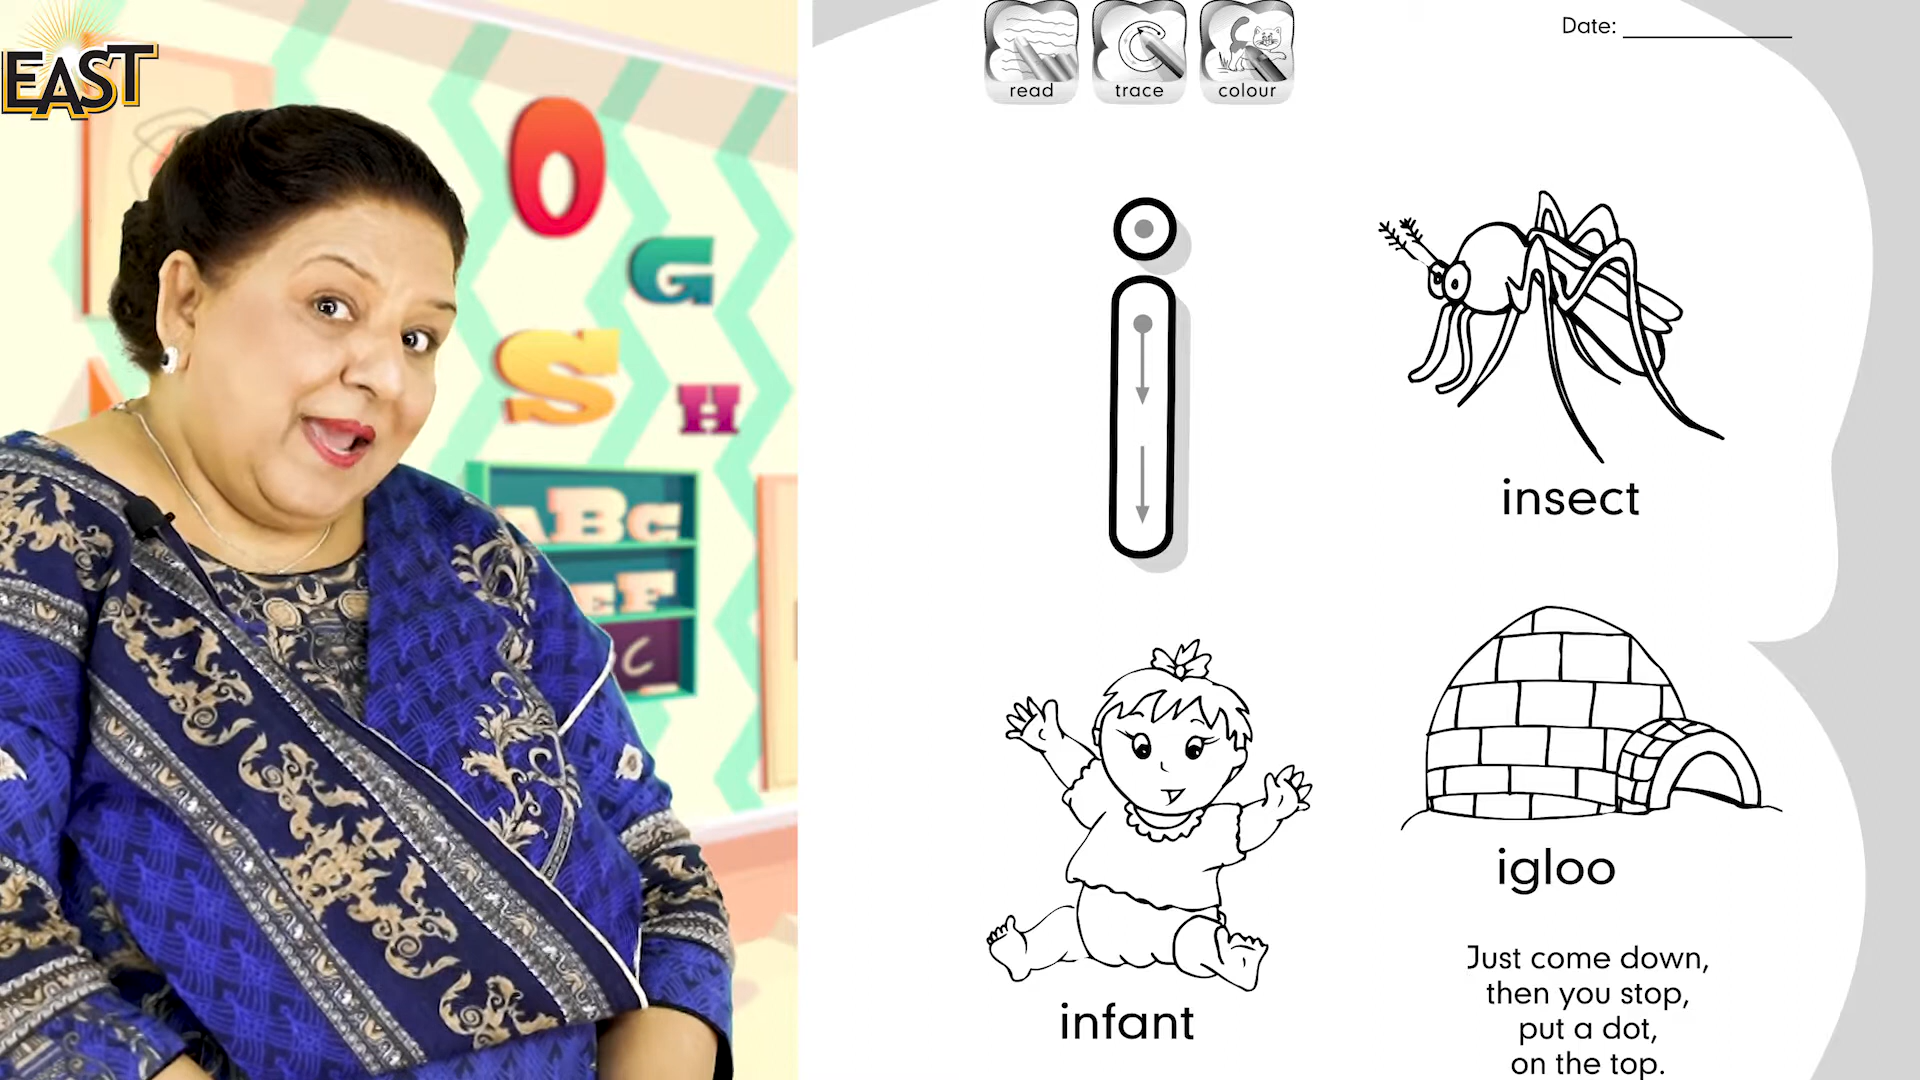 EAST
O
G
S
H
ABC
EF
C
read
trace
colour
Date:
i
insect
infant
igloo
Just come down,
then you stop,
put a dot,
on the top.